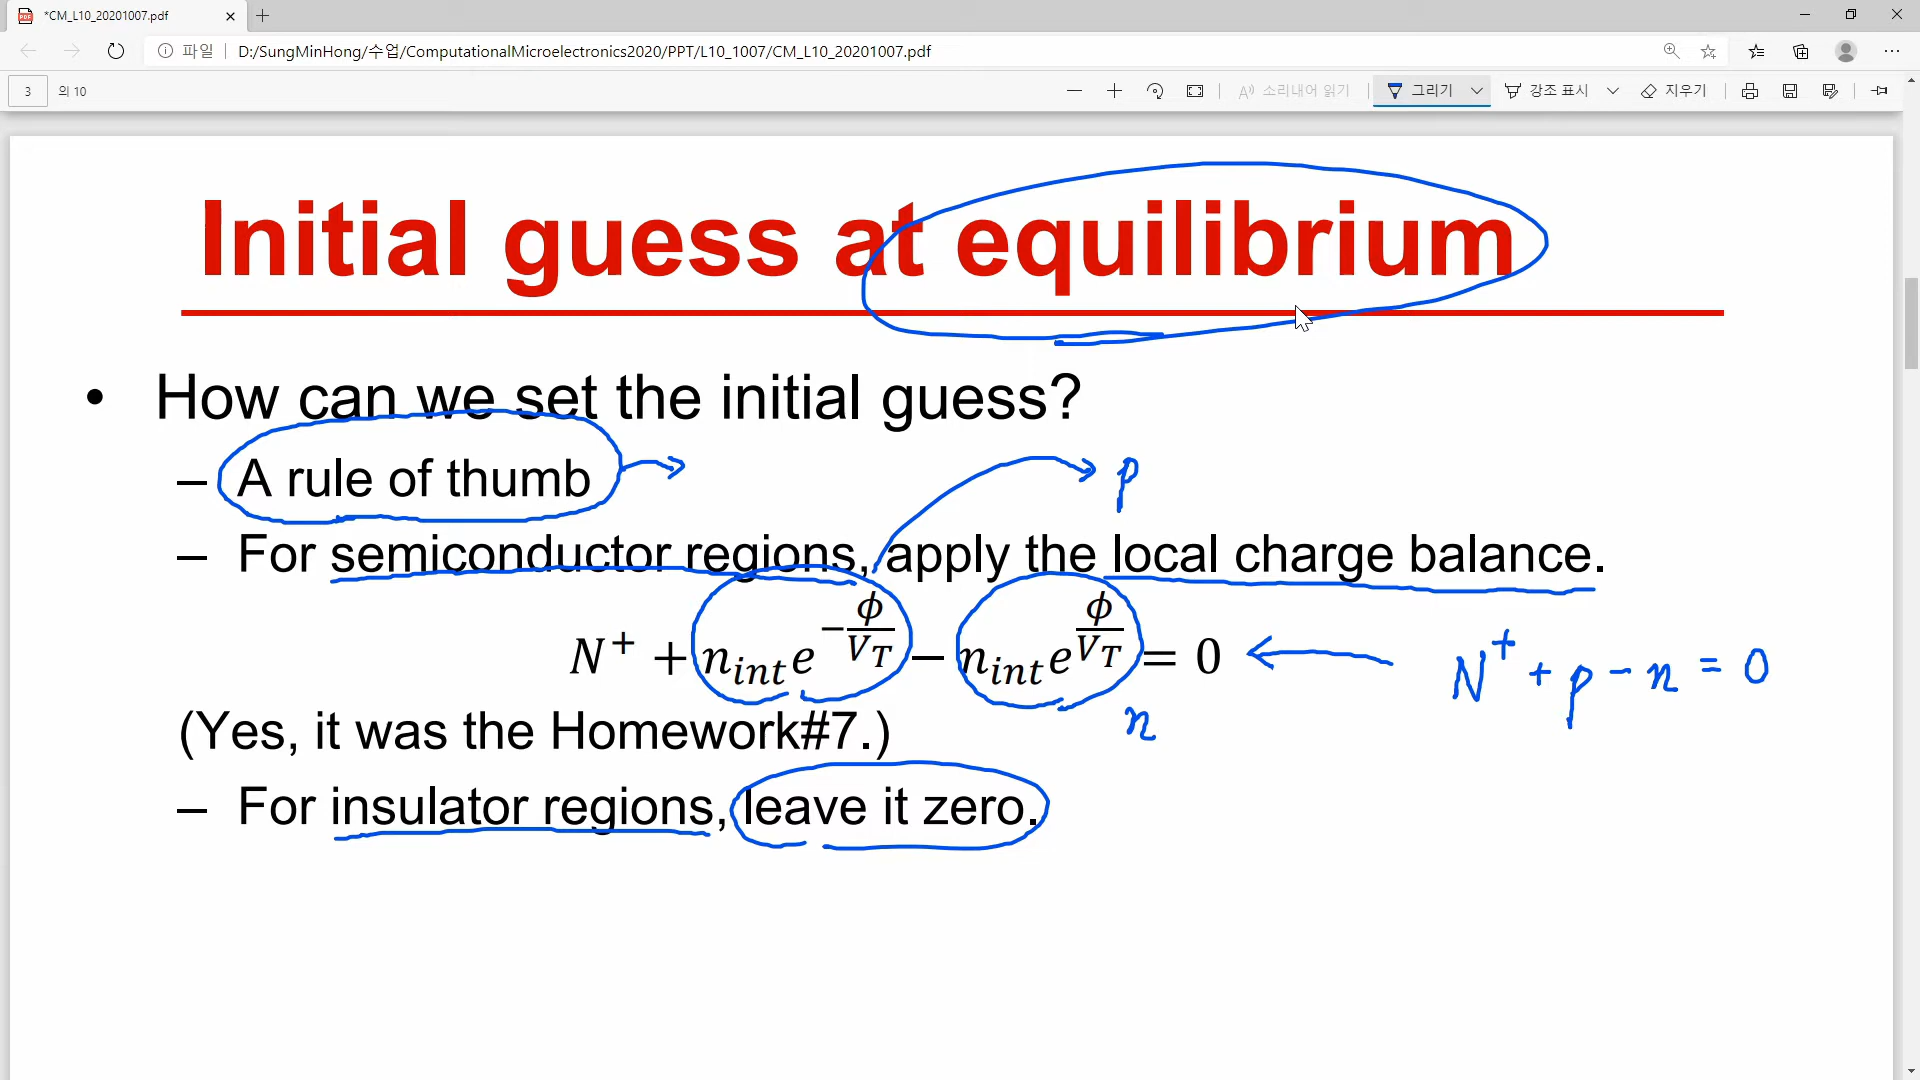 *CM_L10_20201007.pdf
파일 D:/SungMinHong/수업/ComputationalMicroelectronics2020/PPT/L10_1007/CM_L10_20201007.pdf
3 의 10 소리내어 읽기 그리기 강조 표시 지우기
Initial guess at equilibrium
• How can we set the initial guess?
– A rule of thumb
p
– For semiconductor regions, apply the local charge balance.
N⁺ + n_int e^(-ϕ/V_T) − n_int e^(ϕ/V_T) = 0
N⁺ + p − n = 0
n
(Yes, it was the Homework#7.)
– For insulator regions, leave it zero.